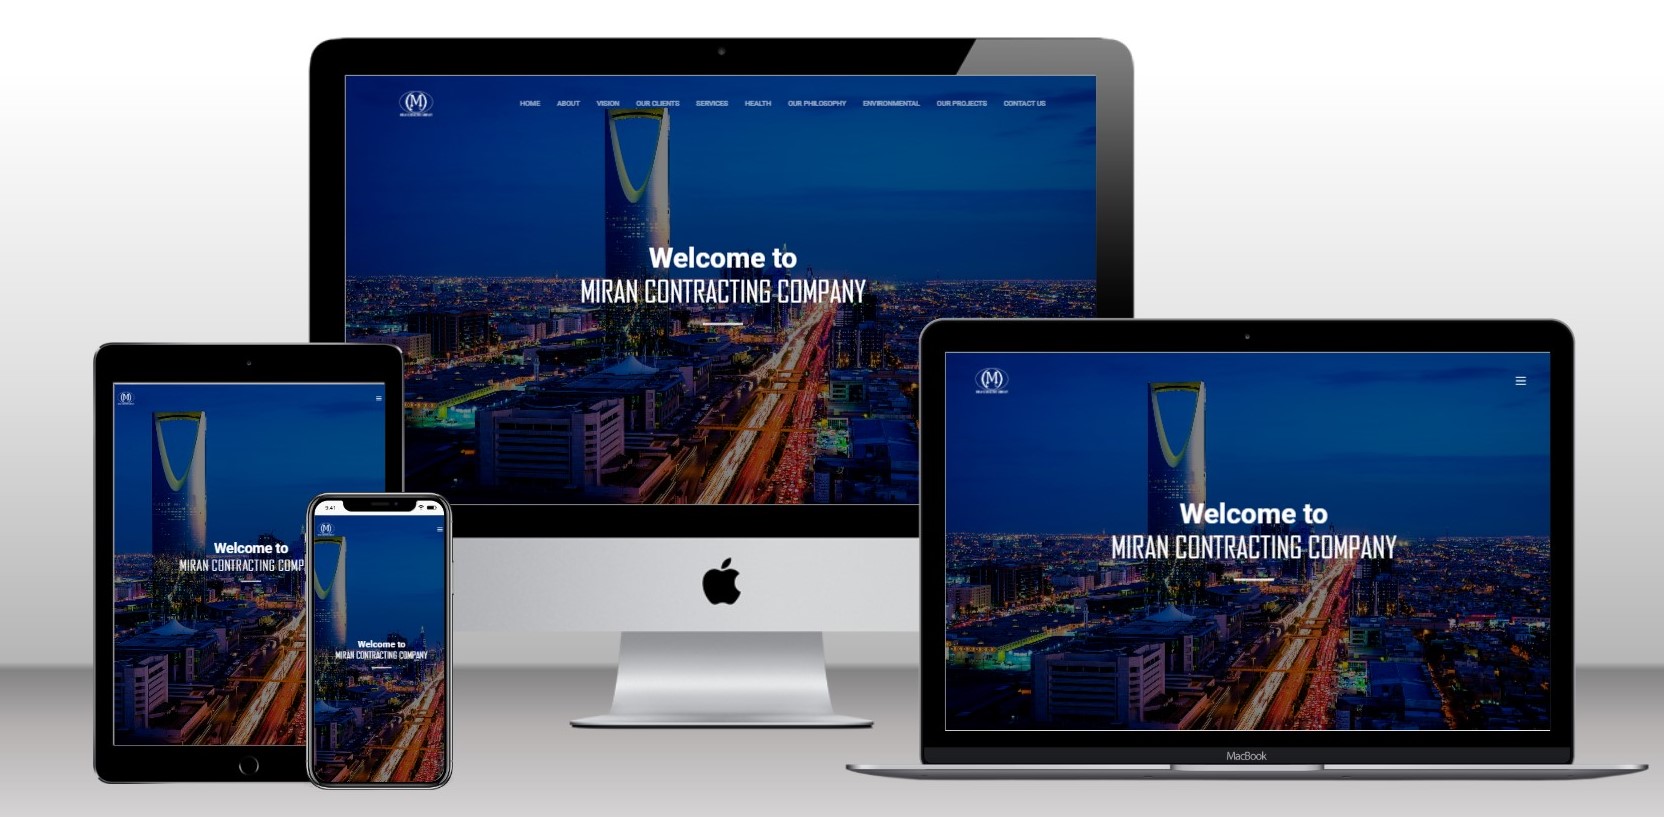 HOME ABOUT VISION OUR CLIENTS SERVICES HEALTH OUR PHILOSOPHY ENVIRONMENTAL OUR PROJECTS CONTACT US
M
Welcome to
MIRAN CONTRACTING COMPANY
M
Welcome to
MIRAN CONTRACTING COMP
9:41
M
Welcome to
MIRAN CONTRACTING COMPANY
M
Welcome to
MIRAN CONTRACTING COMPANY
MacBook